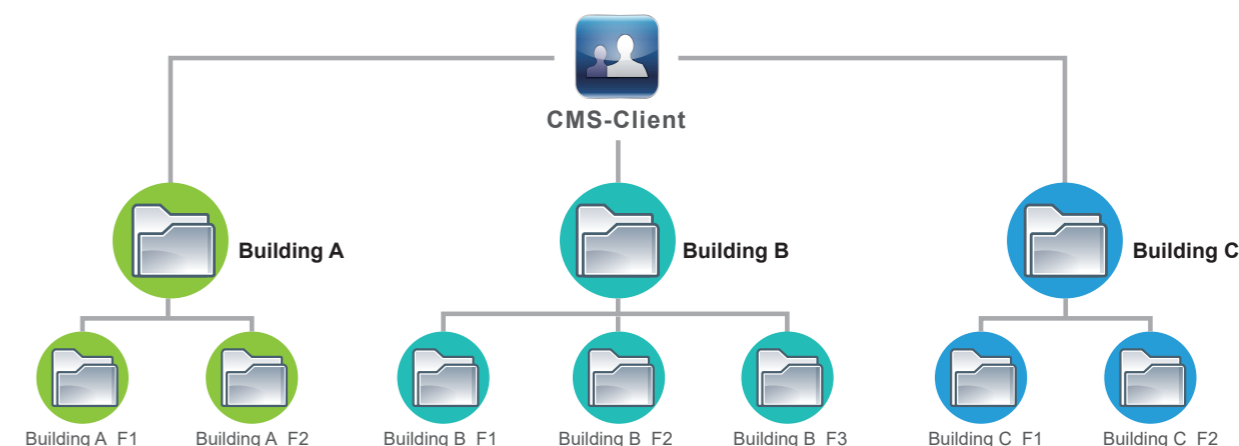 CMS-Client
Building A
Building B
Building C
Building A F1
Building A F2
Building B F1
Building B F2
Building B F3
Building C F1
Building C F2